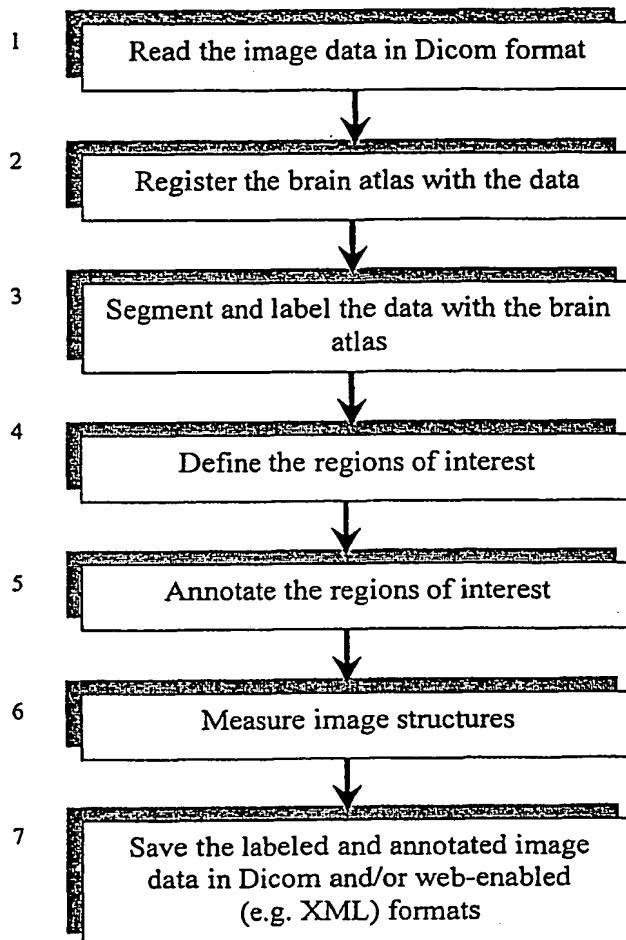 1
Read the image data in Dicom format
2
Register the brain atlas with the data
3
Segment and label the data with the brain
atlas
4
Define the regions of interest
5
Annotate the regions of interest
6
Measure image structures
7
Save the labeled and annotated image
data in Dicom and/or web-enabled
(e.g. XML) formats